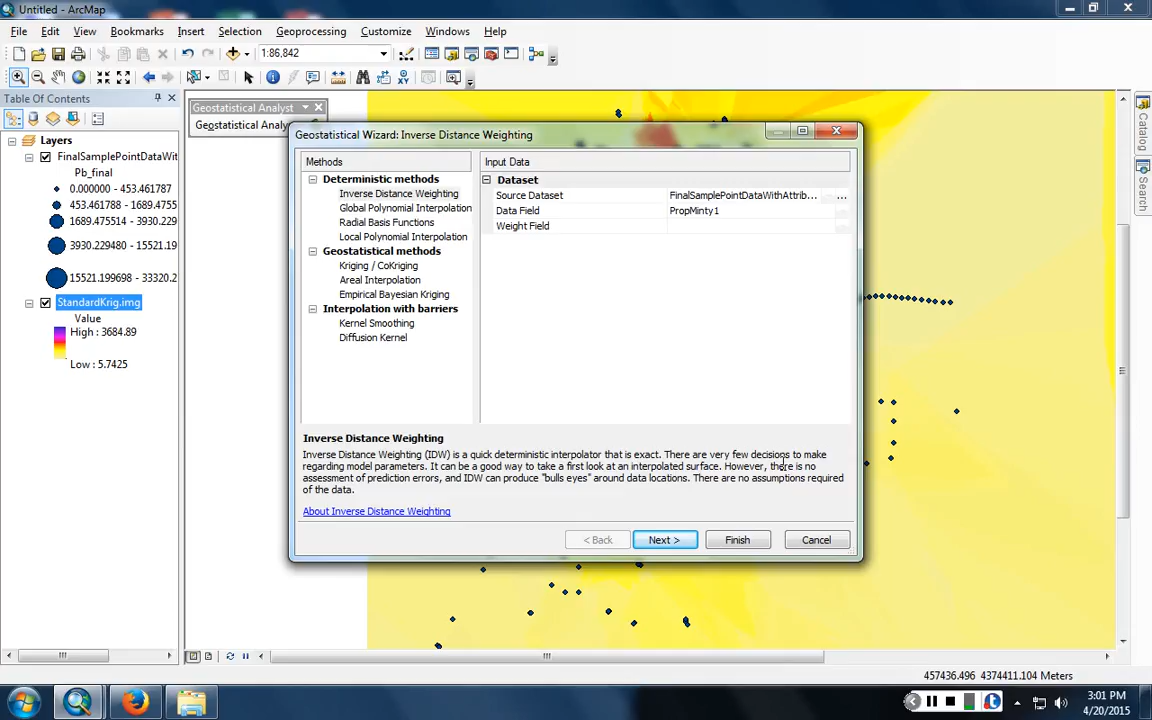 Untitled - ArcMap
File Edit View Bookmarks Insert Selection Geoprocessing Customize Windows Help
1:86,842
Table Of Contents
Layers
FinalSamplePointDataWit
Pb_final
0.000000 - 453.461787
453.461788 - 1689.47551
1689.475514 - 3930.229
3930.229480 - 15521.19
15521.199698 - 33320.2
StandardKrig.img
Value
High : 3684.89
Low : 5.7425
Geostatistical Analyst
Geostatistical Analy
Geostatistical Wizard: Inverse Distance Weighting
Methods
Deterministic methods
Inverse Distance Weighting
Global Polynomial Interpolation
Radial Basis Functions
Local Polynomial Interpolation
Geostatistical methods
Kriging / CoKriging
Areal Interpolation
Empirical Bayesian Kriging
Interpolation with barriers
Kernel Smoothing
Diffusion Kernel
Input Data
Dataset
Source Dataset FinalSamplePointDataWithAttrib... ...
Data Field PropMinty1
Weight Field
Inverse Distance Weighting
Inverse Distance Weighting (IDW) is a quick deterministic interpolator that is exact. There are very few decisions to make
regarding model parameters. It can be a good way to take a first look at an interpolated surface. However, there is no
assessment of prediction errors, and IDW can produce "bulls eyes" around data locations. There are no assumptions required
of the data.
About Inverse Distance Weighting
< Back Next > Finish Cancel
Catalog
Search
457436.496 4374411.104 Meters
3:01 PM
4/20/2015